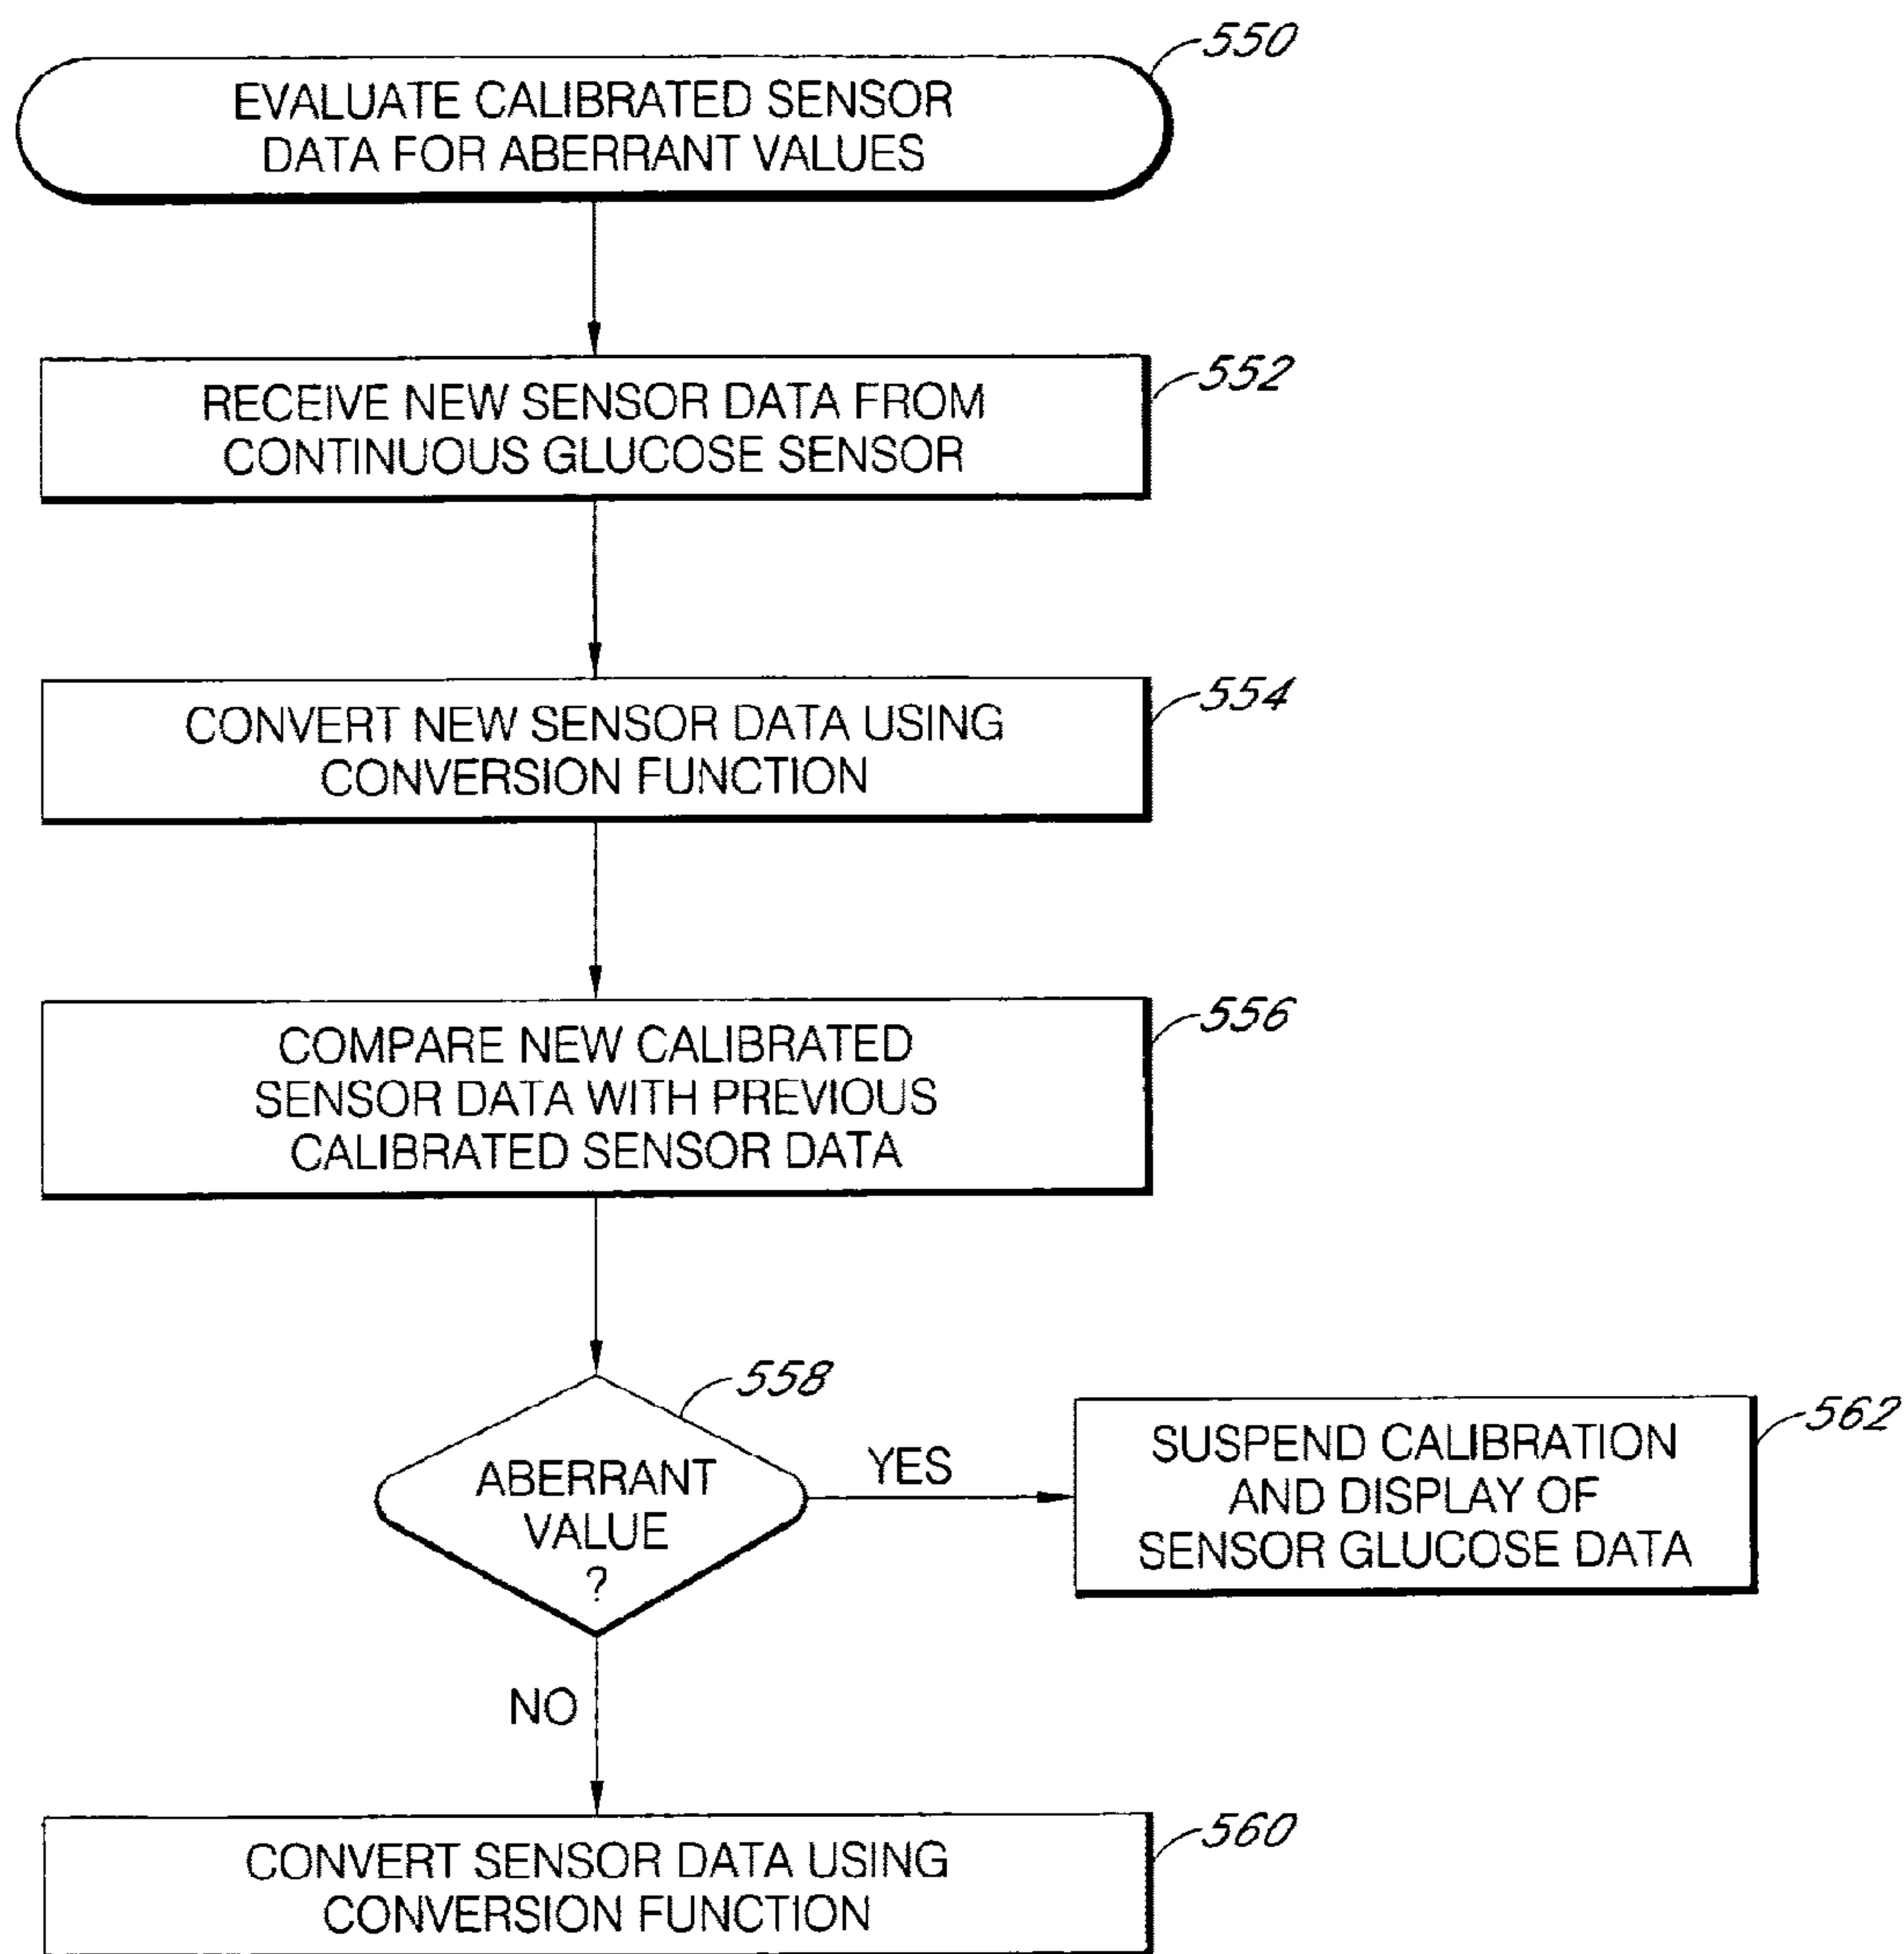 550
EVALUATE CALIBRATED SENSOR
DATA FOR ABERRANT VALUES
552
RECEIVE NEW SENSOR DATA FROM
CONTINUOUS GLUCOSE SENSOR
554
CONVERT NEW SENSOR DATA USING
CONVERSION FUNCTION
556
COMPARE NEW CALIBRATED
SENSOR DATA WITH PREVIOUS
CALIBRATED SENSOR DATA
558
ABERRANT
VALUE
?
YES
562
SUSPEND CALIBRATION
AND DISPLAY OF
SENSOR GLUCOSE DATA
NO
560
CONVERT SENSOR DATA USING
CONVERSION FUNCTION